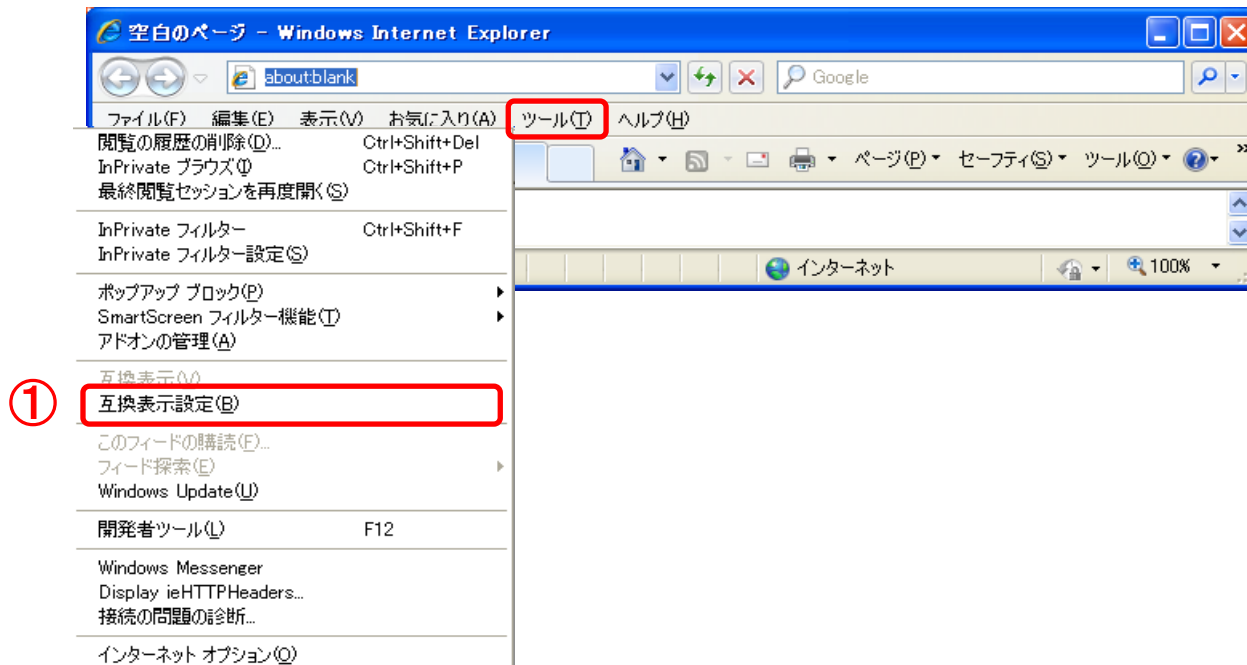 空白のページ - Windows Internet Explorer
about:blank
Google
ファイル(F) 編集(E) 表示(V) お気に入り(A) ツール(T) ヘルプ(H)
ページ(P) セーフティ(S) ツール(O) »
閲覧の履歴の削除(D)... Ctrl+Shift+Del
InPrivate ブラウズ(I) Ctrl+Shift+P
最終閲覧セッションを再度開く(S)
InPrivate フィルター Ctrl+Shift+F
InPrivate フィルター設定(S)
インターネット 100%
ポップアップ ブロック(P)
SmartScreen フィルター機能(T)
アドオンの管理(A)
互換表示(V)
① 互換表示設定(B)
このフィードの購読(F)...
フィード探索(E)
Windows Update(U)
開発者ツール(L) F12
Windows Messenger
Display ieHTTPHeaders...
接続の問題の診断...
インターネット オプション(O)